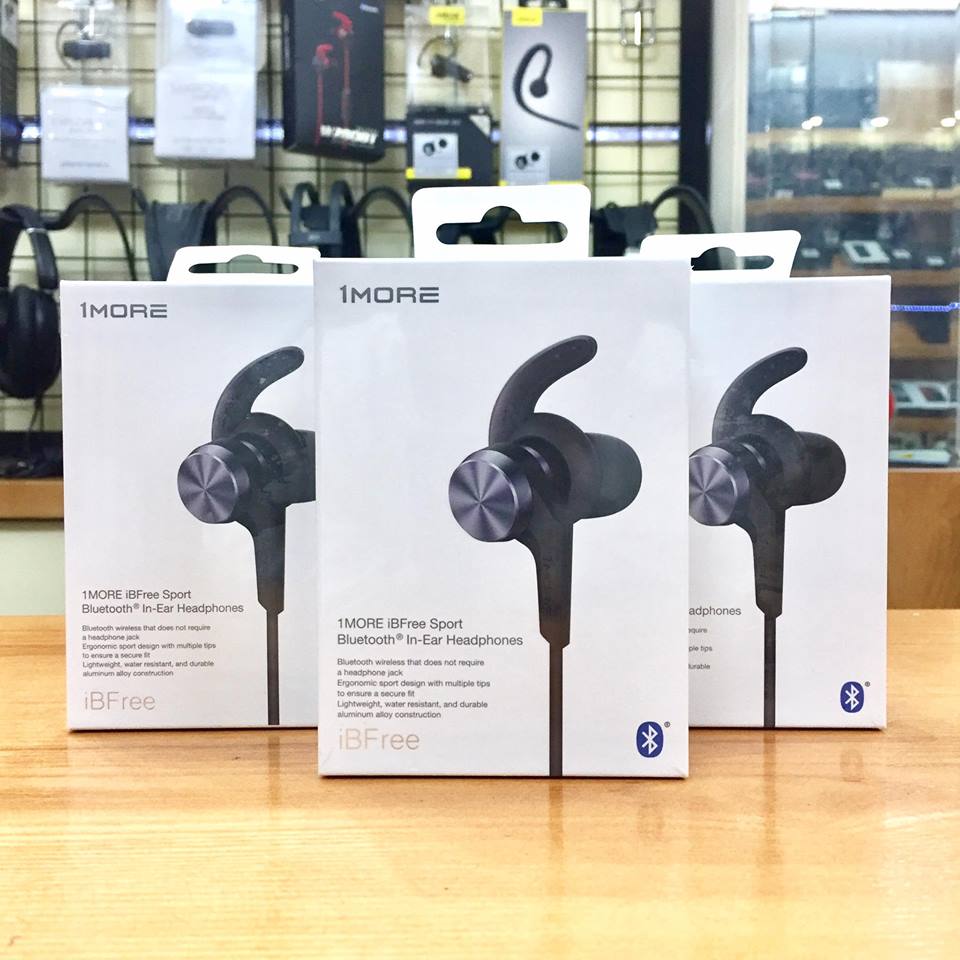 1MORE
1MORE iBFree Sport
Bluetooth® In-Ear Headphones
Bluetooth wireless that does not require
a headphone jack
Ergonomic sport design with multiple tips
to ensure a secure fit
Lightweight, water resistant, and durable
aluminum alloy construction
iBFree
1MORE
1MORE iBFree Sport
Bluetooth® In-Ear Headphones
Bluetooth wireless that does not require
a headphone jack
Ergonomic sport design with multiple tips
to ensure a secure fit
Lightweight, water resistant, and durable
aluminum alloy construction
iBFree
®
adphones
equire
ple tips
durable
®